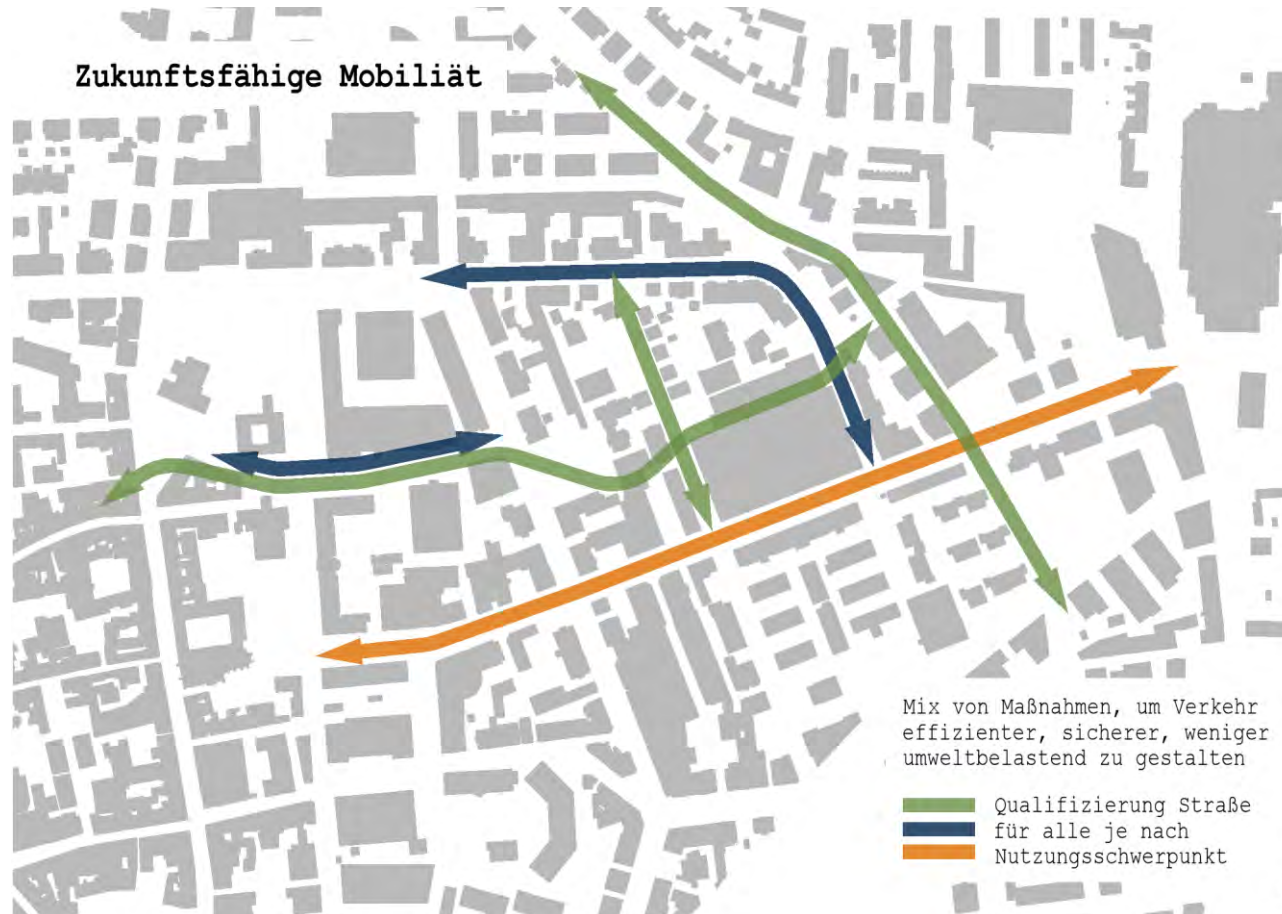 Zukunftsfähige Mobiliät
Mix von Maßnahmen, um Verkehr
effizienter, sicherer, weniger
umweltbelastend zu gestalten
Qualifizierung Straße
für alle je nach
Nutzungsschwerpunkt